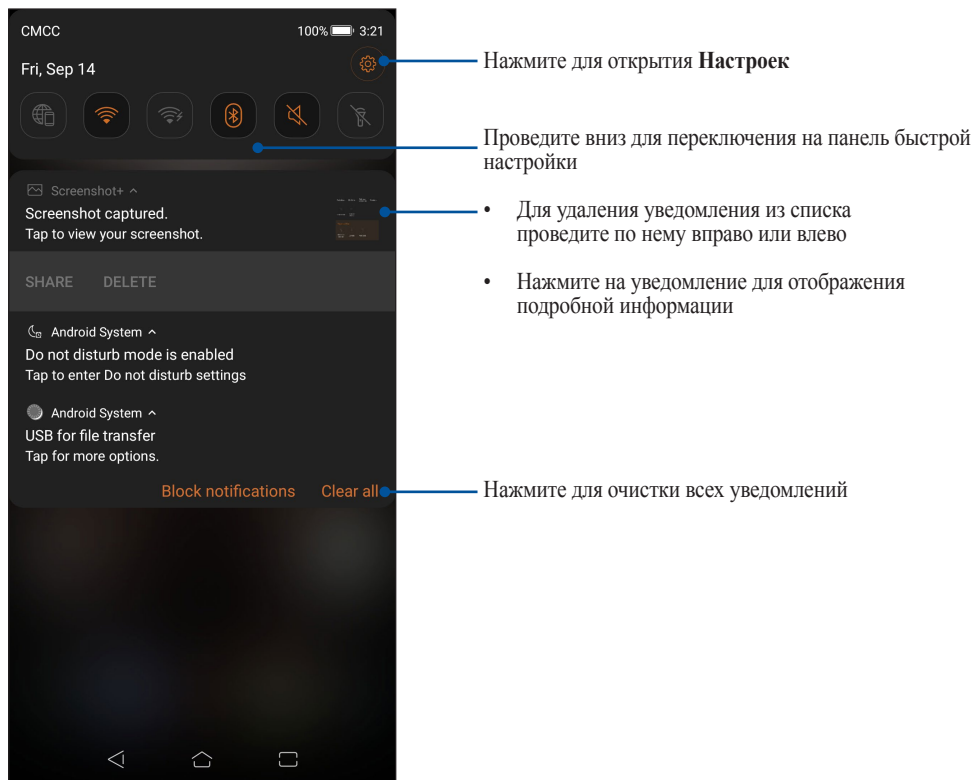 CMCC 100% 3:21
Fri, Sep 14
Нажмите для открытия Настроек
Проведите вниз для переключения на панель быстрой
настройки
Screenshot+
Screenshot captured.
Tap to view your screenshot.
• Для удаления уведомления из списка
проведите по нему вправо или влево
• Нажмите на уведомление для отображения
подробной информации
SHARE DELETE
Android System
Do not disturb mode is enabled
Tap to enter Do not disturb settings
Android System
USB for file transfer
Tap for more options.
Block notifications Clear all
Нажмите для очистки всех уведомлений